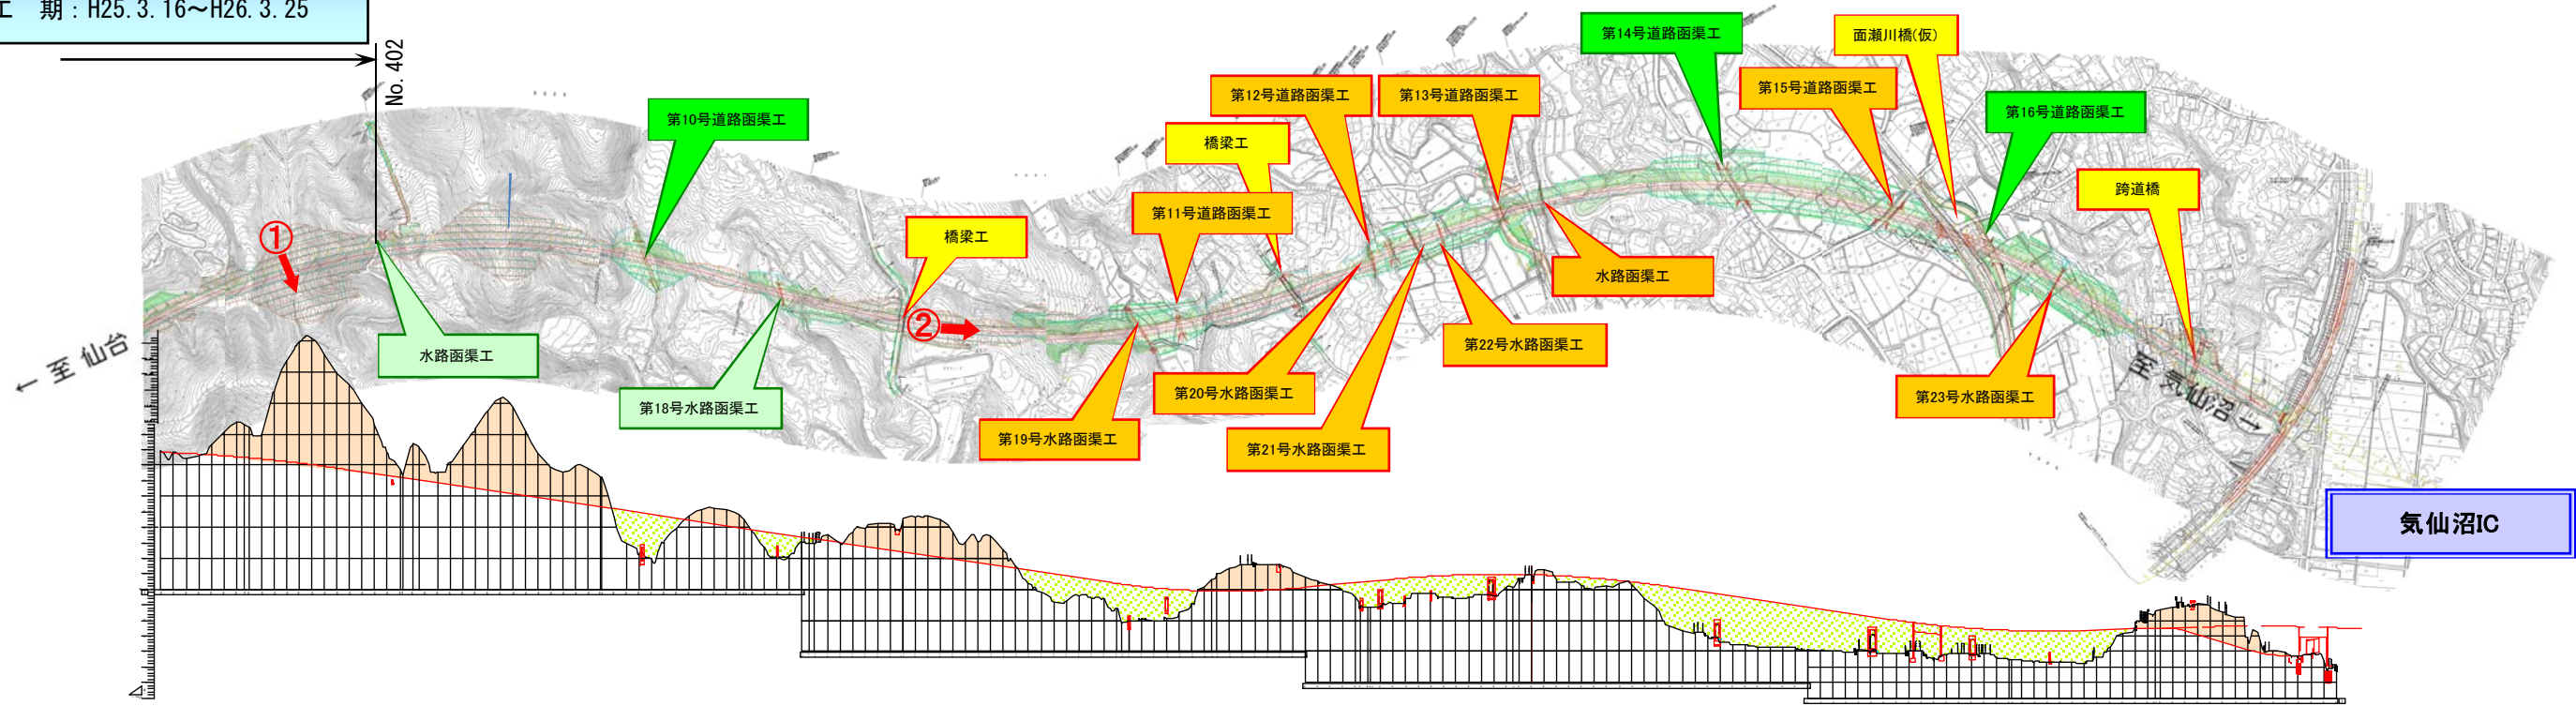 工　期：H25.3.16～H26.3.25
No.402
第10号道路函渠工
第12号道路函渠工
第13号道路函渠工
第14号道路函渠工
第15号道路函渠工
面瀬川橋(仮)
第16号道路函渠工
橋梁工
第11号道路函渠工
跨道橋
①
橋梁工
②
水路函渠工
水路函渠工
第22号水路函渠工
第18号水路函渠工
第20号水路函渠工
第23号水路函渠工
第19号水路函渠工
第21号水路函渠工
← 至 仙台
至 気仙沼 →
気仙沼IC